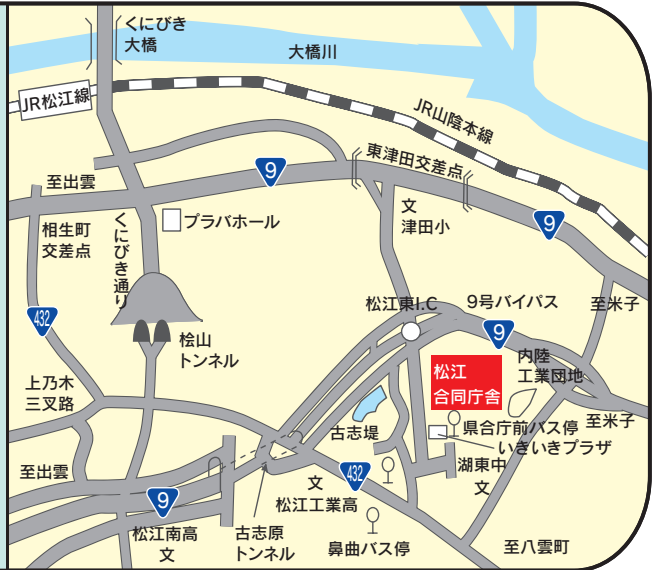 くにびき
大橋
大橋川
JR松江線
JR山陰本線
東津田交差点
9
至出雲
文
津田小
9
相生町
交差点
くにびき通り
プラバホール
松江東I.C
9号バイパス
至米子
432
9
桧山
トンネル
内陸
工業団地
松江
合同庁舎
上乃木
三叉路
至米子
県合庁前バス停
古志堤
いきいきプラザ
湖東中
文
至出雲
432
文
松江工業高
9
松江南高
文
古志原
トンネル
鼻曲バス停
至八雲町